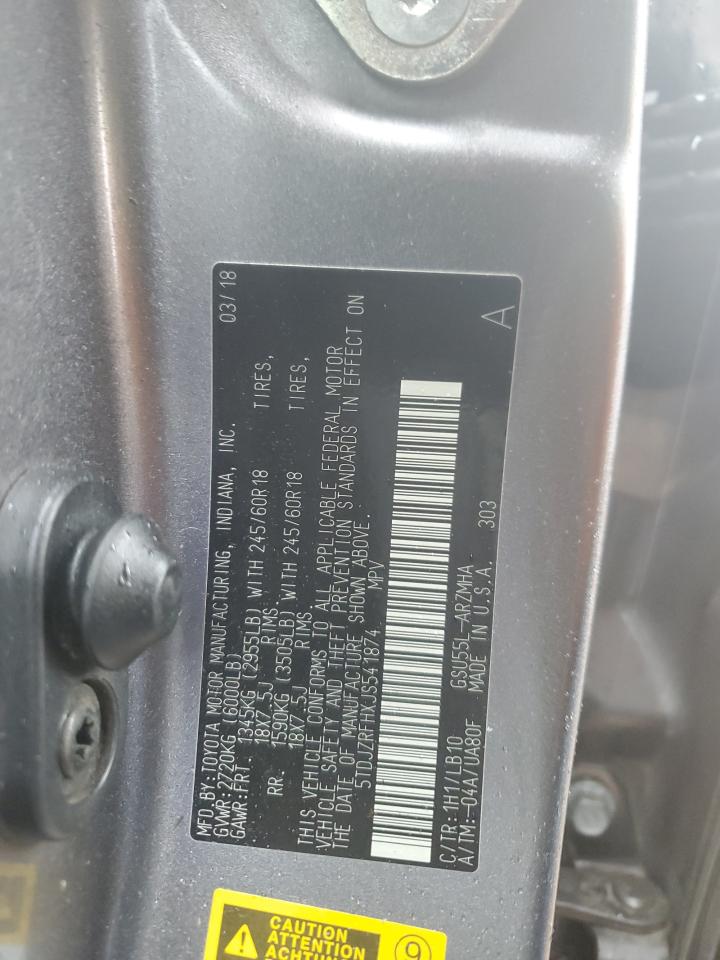 MFD.BY:TOYOTA MOTOR MANUFACTURING, INDIANA, INC. 03/18
GVWR:2720KG (6000LB)
GAWR:FRT. 1345KG (2955LB) WITH 245/60R18 TIRES,
18X7.5J RIMS
RR. 1590KG (3505LB) WITH 245/60R18 TIRES,
18X7.5J RIMS
THIS VEHICLE CONFORMS TO ALL APPLICABLE FEDERAL MOTOR
VEHICLE SAFETY AND THEFT PREVENTION STANDARDS IN EFFECT ON
THE DATE OF MANUFACTURE SHOWN ABOVE.
5TDJZRFHXJS541874 MPV
A
C/TR: 1H1/LB10 GSU55L-ARZMHA
A/TM:-04A/UA80F MADE IN U.S.A. 303
CAUTION
ATTENTION
ACHTUNG
9